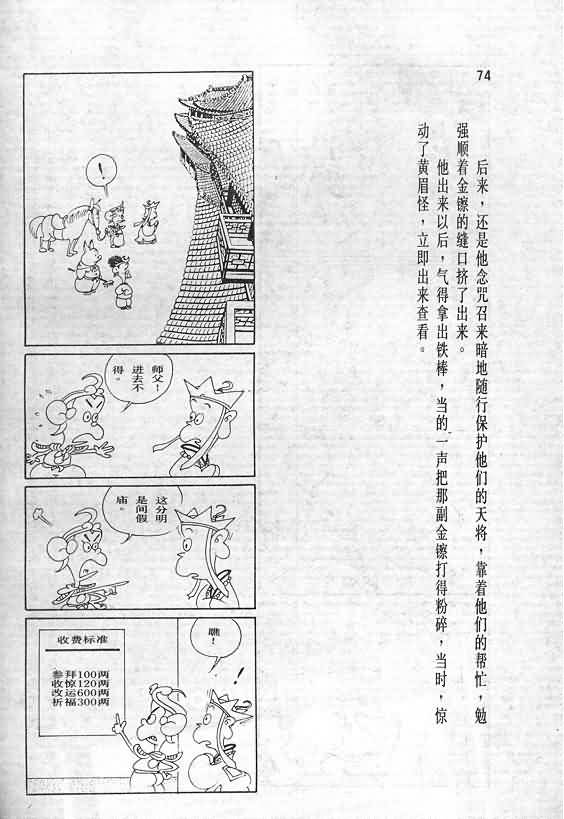 74
后来，还是他念咒召来暗地随行保护他们的天将，靠着他们的帮忙，勉
强顺着金镲的缝口挤了出来。
他出来以后，气得拿出铁棒，当的一声把那副金镲打得粉碎，当时，惊
动了黄眉怪，立即出来查看。
！
师父！
进去不
得。
这分明
是间假
庙。
收费标准
参拜100两
收惊120两
改运600两
祈福300两
瞧！
！